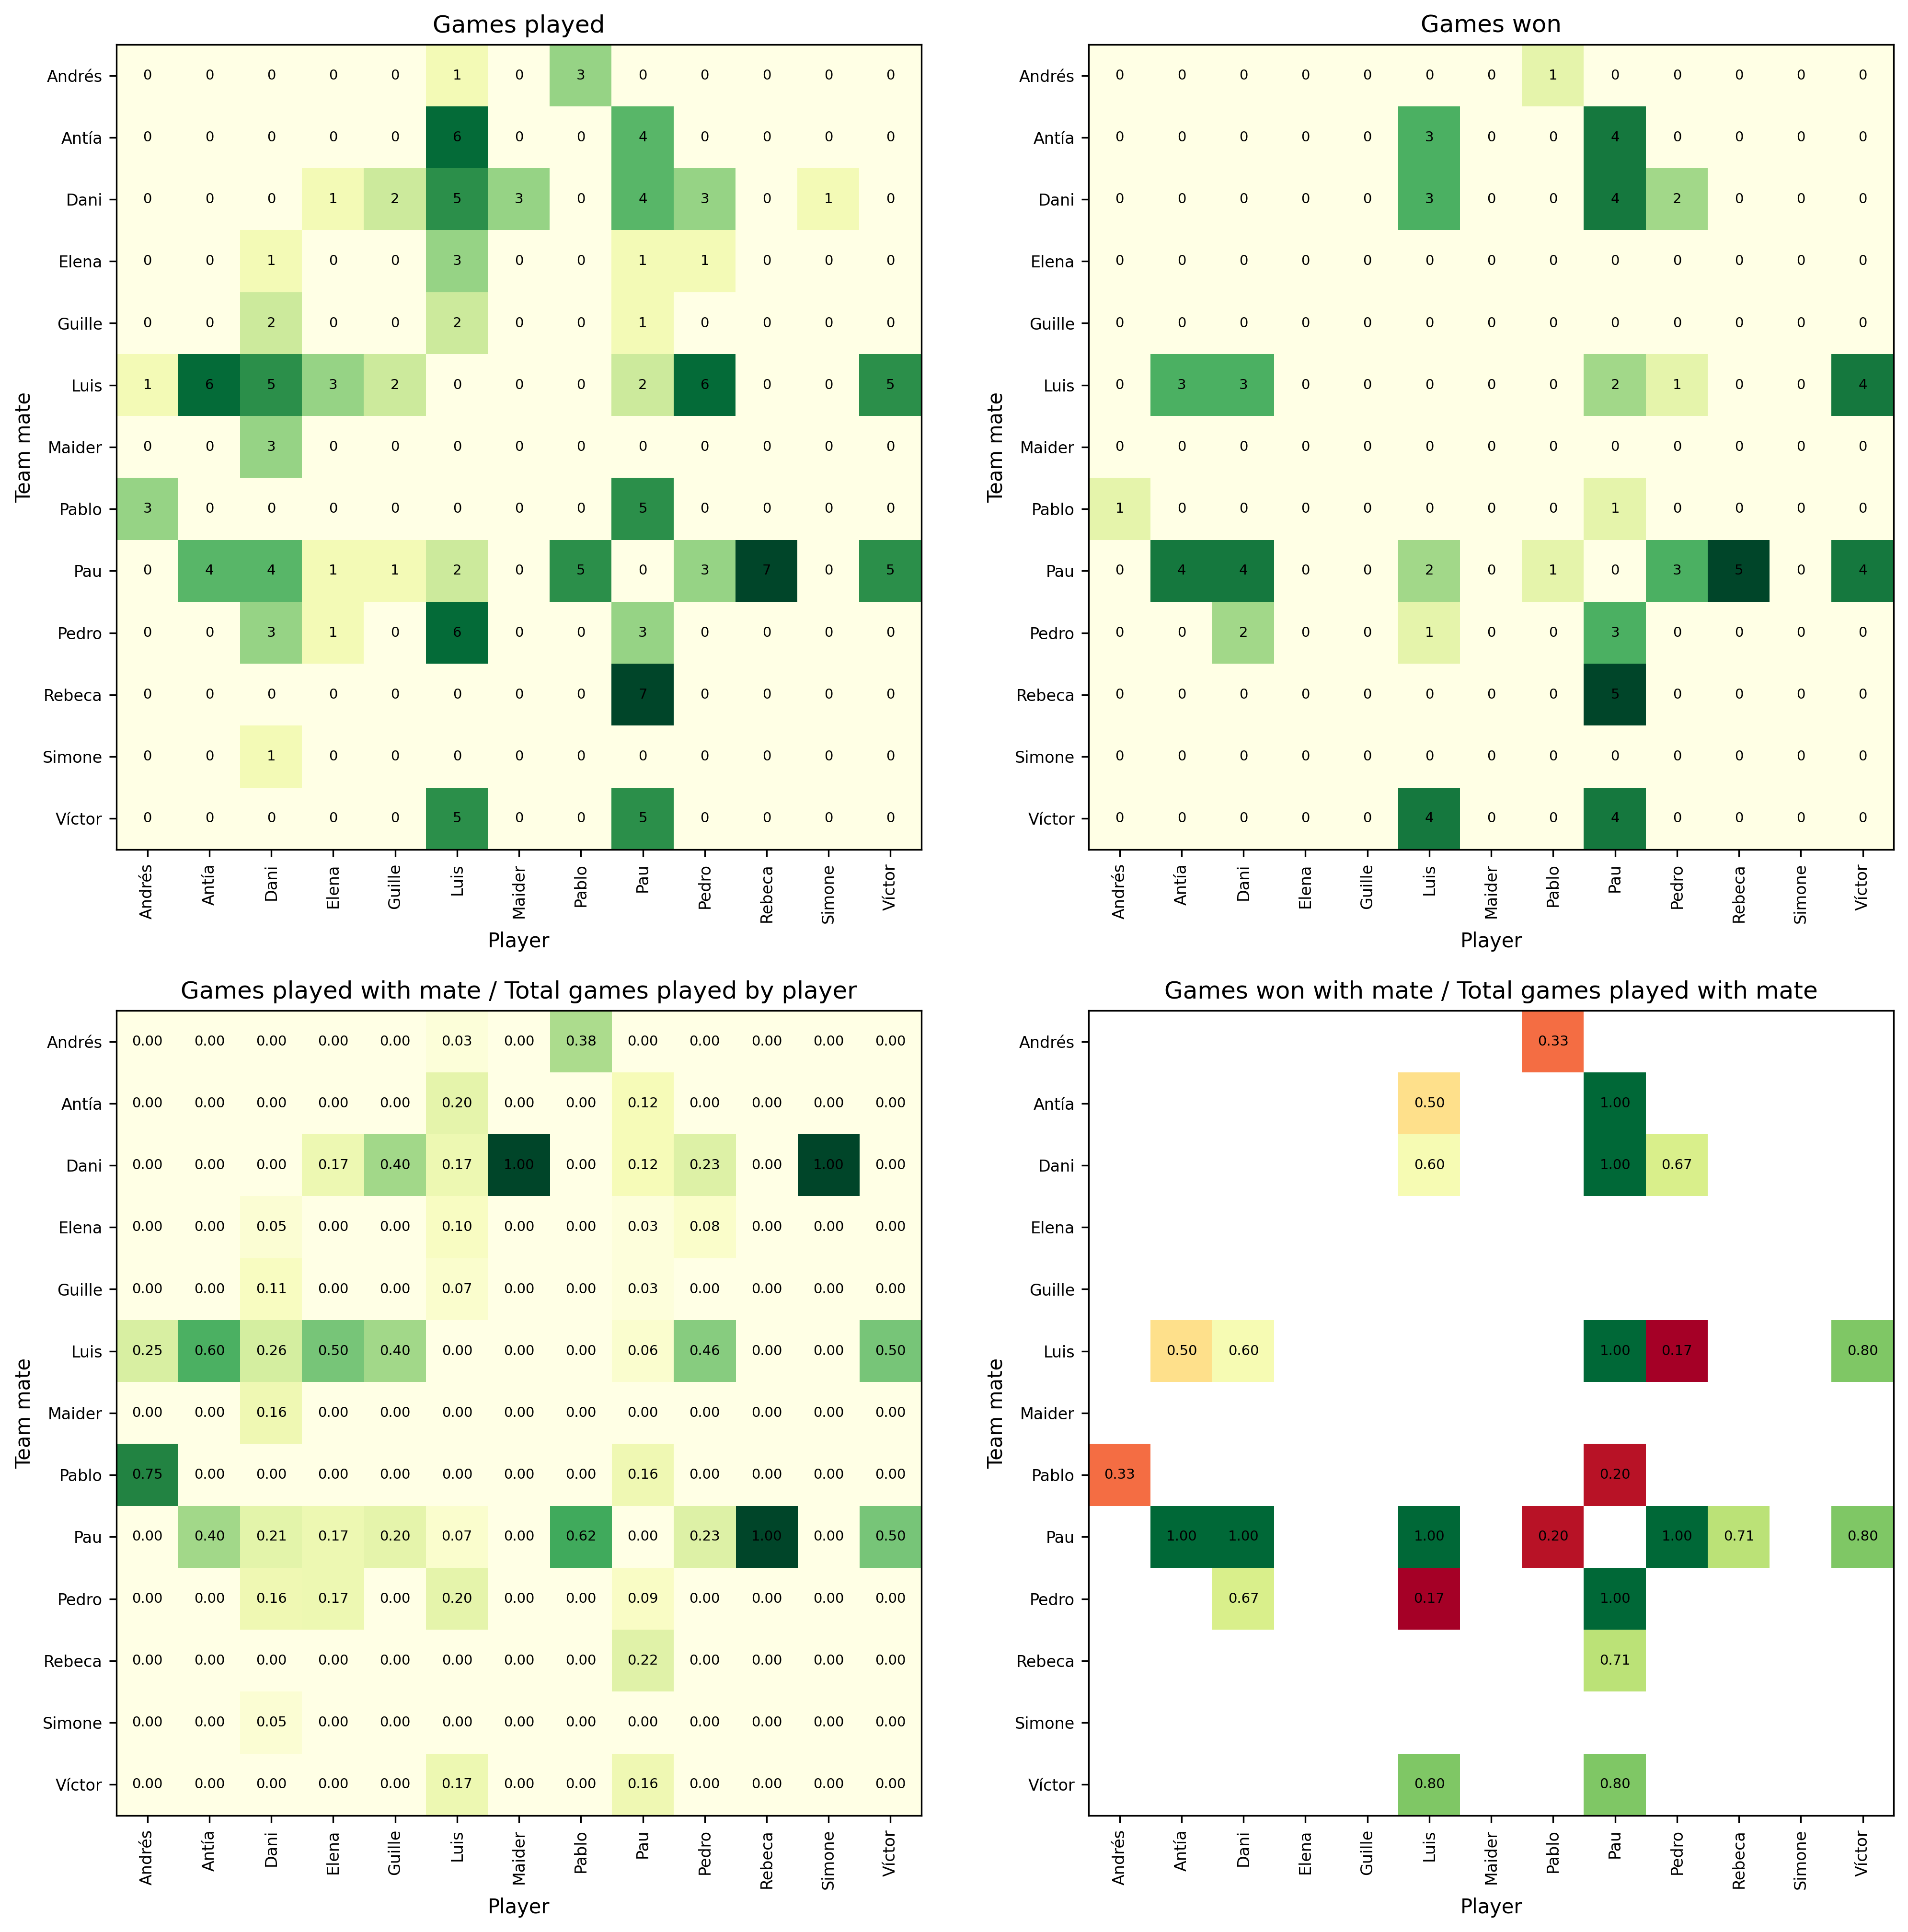 Games played
Team mate
Andrés 0 0 0 0 0 1 0 3 0 0 0 0 0
Antía 0 0 0 0 0 6 0 0 4 0 0 0 0
Dani 0 0 0 1 2 5 3 0 4 3 0 1 0
Elena 0 0 1 0 0 3 0 0 1 1 0 0 0
Guille 0 0 2 0 0 2 0 0 1 0 0 0 0
Luis 1 6 5 3 2 0 0 0 2 6 0 0 5
Maider 0 0 3 0 0 0 0 0 0 0 0 0 0
Pablo 3 0 0 0 0 0 0 0 5 0 0 0 0
Pau 0 4 4 1 1 2 0 5 0 3 7 0 5
Pedro 0 0 3 1 0 6 0 0 3 0 0 0 0
Rebeca 0 0 0 0 0 0 0 0 7 0 0 0 0
Simone 0 0 1 0 0 0 0 0 0 0 0 0 0
Víctor 0 0 0 0 0 5 0 0 5 0 0 0 0
Andrés Antía Dani Elena Guille Luis Maider Pablo Pau Pedro Rebeca Simone Víctor
Player
Games won
Team mate
Andrés 0 0 0 0 0 0 0 1 0 0 0 0 0
Antía 0 0 0 0 0 3 0 0 4 0 0 0 0
Dani 0 0 0 0 0 3 0 0 4 2 0 0 0
Elena 0 0 0 0 0 0 0 0 0 0 0 0 0
Guille 0 0 0 0 0 0 0 0 0 0 0 0 0
Luis 0 3 3 0 0 0 0 0 2 1 0 0 4
Maider 0 0 0 0 0 0 0 0 0 0 0 0 0
Pablo 1 0 0 0 0 0 0 0 1 0 0 0 0
Pau 0 4 4 0 0 2 0 1 0 3 5 0 4
Pedro 0 0 2 0 0 1 0 0 3 0 0 0 0
Rebeca 0 0 0 0 0 0 0 0 5 0 0 0 0
Simone 0 0 0 0 0 0 0 0 0 0 0 0 0
Víctor 0 0 0 0 0 4 0 0 4 0 0 0 0
Andrés Antía Dani Elena Guille Luis Maider Pablo Pau Pedro Rebeca Simone Víctor
Player
Games played with mate / Total games played by player
Team mate
Andrés 0.00 0.00 0.00 0.00 0.00 0.03 0.00 0.38 0.00 0.00 0.00 0.00 0.00
Antía 0.00 0.00 0.00 0.00 0.00 0.20 0.00 0.00 0.12 0.00 0.00 0.00 0.00
Dani 0.00 0.00 0.00 0.17 0.40 0.17 1.00 0.00 0.12 0.23 0.00 1.00 0.00
Elena 0.00 0.00 0.05 0.00 0.00 0.10 0.00 0.00 0.03 0.08 0.00 0.00 0.00
Guille 0.00 0.00 0.11 0.00 0.00 0.07 0.00 0.00 0.03 0.00 0.00 0.00 0.00
Luis 0.25 0.60 0.26 0.50 0.40 0.00 0.00 0.00 0.06 0.46 0.00 0.00 0.50
Maider 0.00 0.00 0.16 0.00 0.00 0.00 0.00 0.00 0.00 0.00 0.00 0.00 0.00
Pablo 0.75 0.00 0.00 0.00 0.00 0.00 0.00 0.00 0.16 0.00 0.00 0.00 0.00
Pau 0.00 0.40 0.21 0.17 0.20 0.07 0.00 0.62 0.00 0.23 1.00 0.00 0.50
Pedro 0.00 0.00 0.16 0.17 0.00 0.20 0.00 0.00 0.09 0.00 0.00 0.00 0.00
Rebeca 0.00 0.00 0.00 0.00 0.00 0.00 0.00 0.00 0.22 0.00 0.00 0.00 0.00
Simone 0.00 0.00 0.05 0.00 0.00 0.00 0.00 0.00 0.00 0.00 0.00 0.00 0.00
Víctor 0.00 0.00 0.00 0.00 0.00 0.17 0.00 0.00 0.16 0.00 0.00 0.00 0.00
Andrés Antía Dani Elena Guille Luis Maider Pablo Pau Pedro Rebeca Simone Víctor
Player
Games won with mate / Total games played with mate
Team mate
Andrés 0.33
Antía 0.50 1.00
Dani 0.60 1.00 0.67
Elena
Guille
Luis 0.50 0.60 1.00 0.17 0.80
Maider
Pablo 0.33 0.20
Pau 1.00 1.00 1.00 0.20 1.00 0.71 0.80
Pedro 0.67 0.17 1.00
Rebeca 0.71
Simone
Víctor 0.80 0.80
Andrés Antía Dani Elena Guille Luis Maider Pablo Pau Pedro Rebeca Simone Víctor
Player